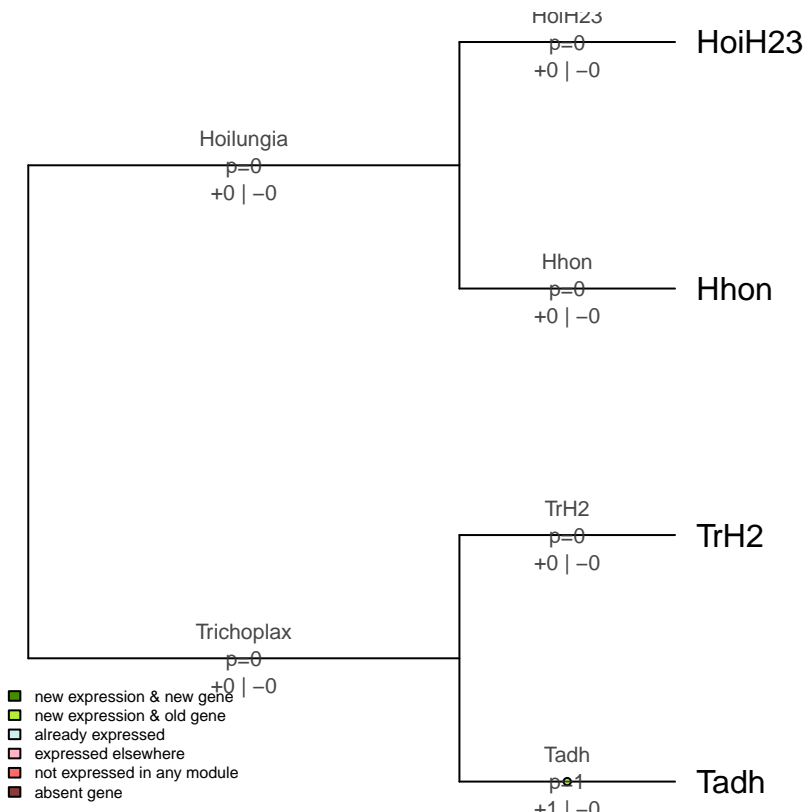 HoiH23
p=0
+0 | −0
HoiH23
Hoilungia
p=0
+0 | −0
Hhon
p=0
+0 | −0
Hhon
TrH2
p=0
+0 | −0
TrH2
Trichoplax
p=0
+0 | −0
new expression & new gene
new expression & old gene
already expressed
expressed elsewhere
not expressed in any module
absent gene
Tadh
p=1
+1 | −0
Tadh